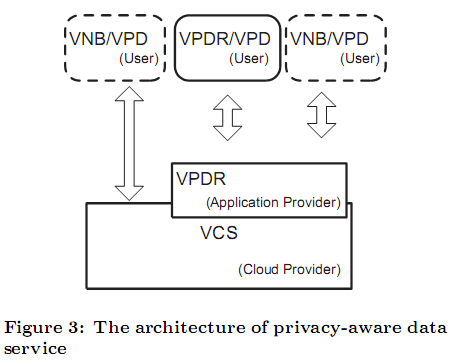 VNB/VPD
(User)
VPDR/VPD
(User)
VNB/VPD
(User)
VPDR
(Application Provider)
VCS
(Cloud Provider)
Figure 3: The architecture of privacy-aware data
service